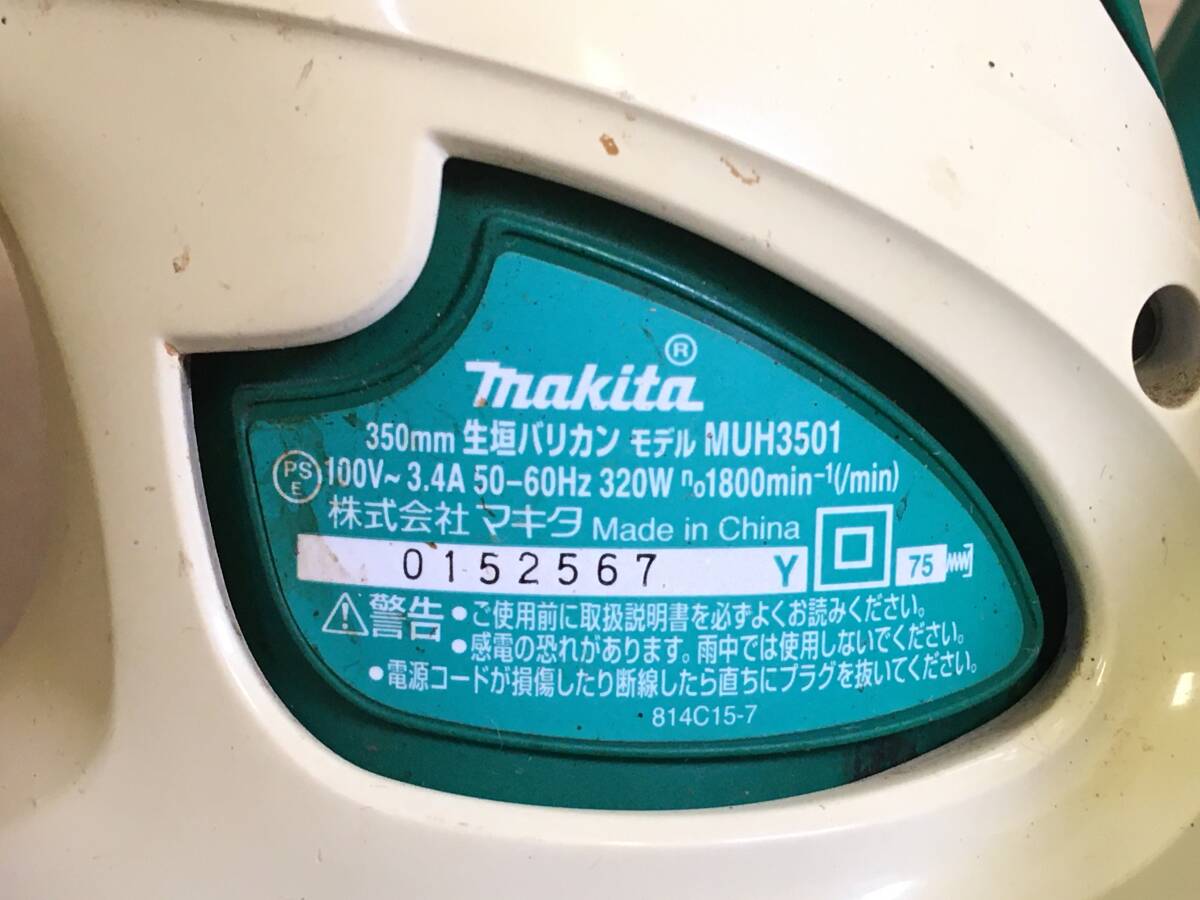 makita®
350mm 生垣バリカン モデル MUH3501
PSE 100V~ 3.4A 50-60Hz 320W n₀1800min⁻¹(/min)
株式会社 マキタ Made in China
0152567 Y 75
警告 •ご使用前に取扱説明書を必ずよくお読みください。
•感電の恐れがあります。雨中では使用しないでください。
•電源コードが損傷したり断線したら直ちにプラグを抜いてください。
814C15-7